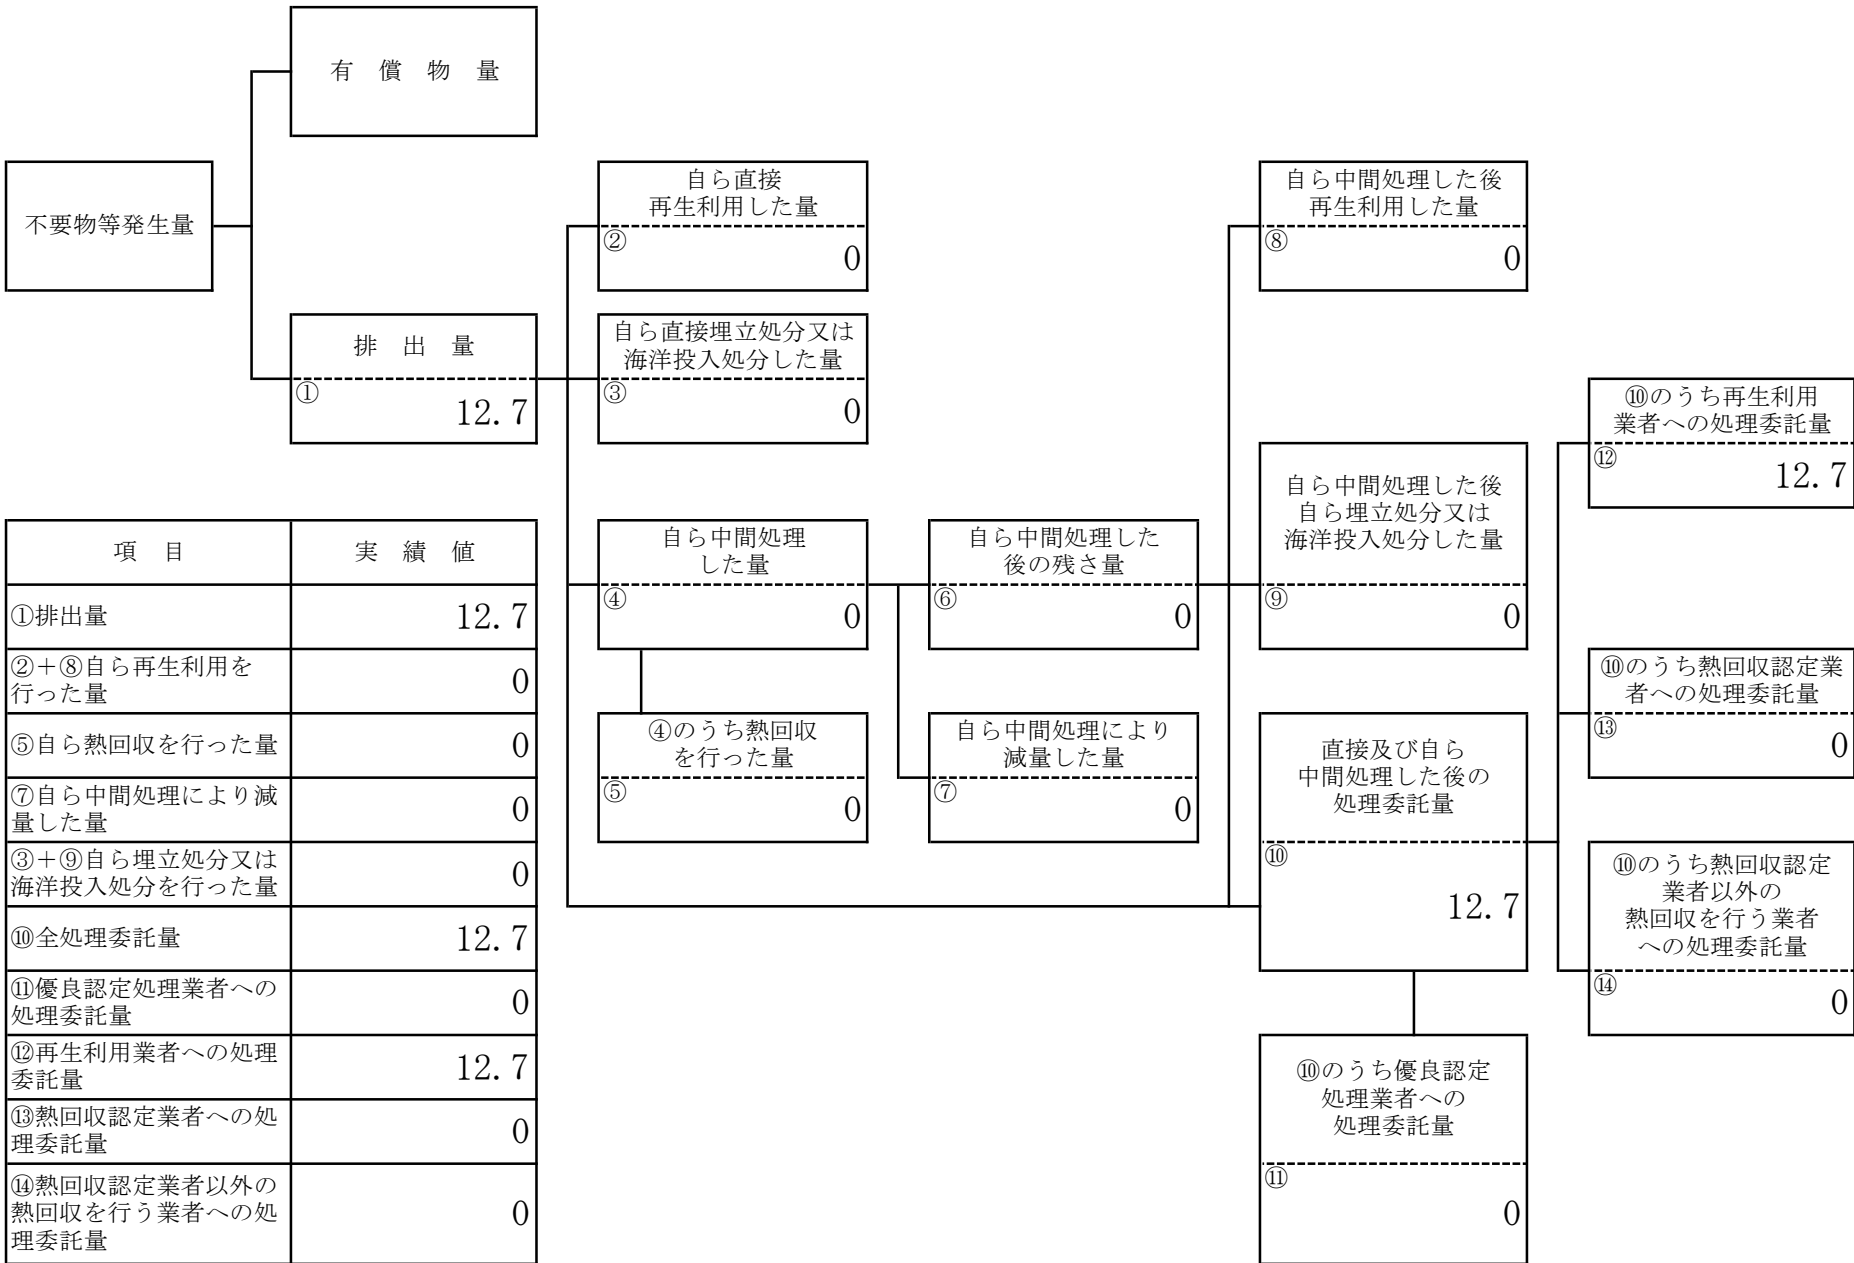 有　償　物　量
不要物等発生量
排　出　量
①
12.7
自ら直接
再生利用した量
②
0
自ら直接埋立処分又は
海洋投入処分した量
③
0
自ら中間処理
した量
④
0
④のうち熱回収
を行った量
⑤
0
自ら中間処理した
後の残さ量
⑥
0
自ら中間処理により
減量した量
⑦
0
自ら中間処理した後
再生利用した量
⑧
0
自ら中間処理した後
自ら埋立処分又は
海洋投入処分した量
⑨
0
直接及び自ら
中間処理した後の
処理委託量
⑩
12.7
⑩のうち優良認定
処理業者への
処理委託量
⑪
0
⑩のうち再生利用
業者への処理委託量
⑫
12.7
⑩のうち熱回収認定業
者への処理委託量
⑬
0
⑩のうち熱回収認定
業者以外の
熱回収を行う業者
への処理委託量
⑭
0
項　目　実　績　値
①排出量　12.7
②＋⑧自ら再生利用を
行った量　0
⑤自ら熱回収を行った量　0
⑦自ら中間処理により減
量した量　0
③＋⑨自ら埋立処分又は
海洋投入処分を行った量　0
⑩全処理委託量　12.7
⑪優良認定処理業者への
処理委託量　0
⑫再生利用業者への処理
委託量　12.7
⑬熱回収認定業者への処
理委託量　0
⑭熱回収認定業者以外の
熱回収を行う業者への処
理委託量　0